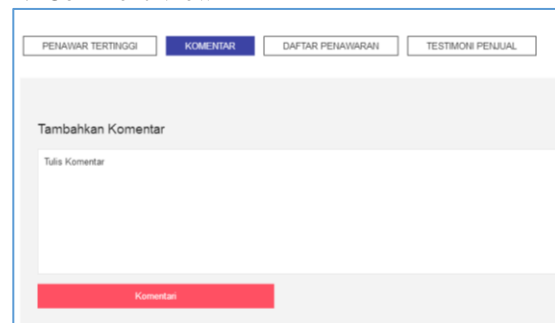 PENAWAR TERTINGGI KOMENTAR DAFTAR PENAWARAN TESTIMONI PENJUAL
Tambahkan Komentar
Tulis Komentar
Komentari